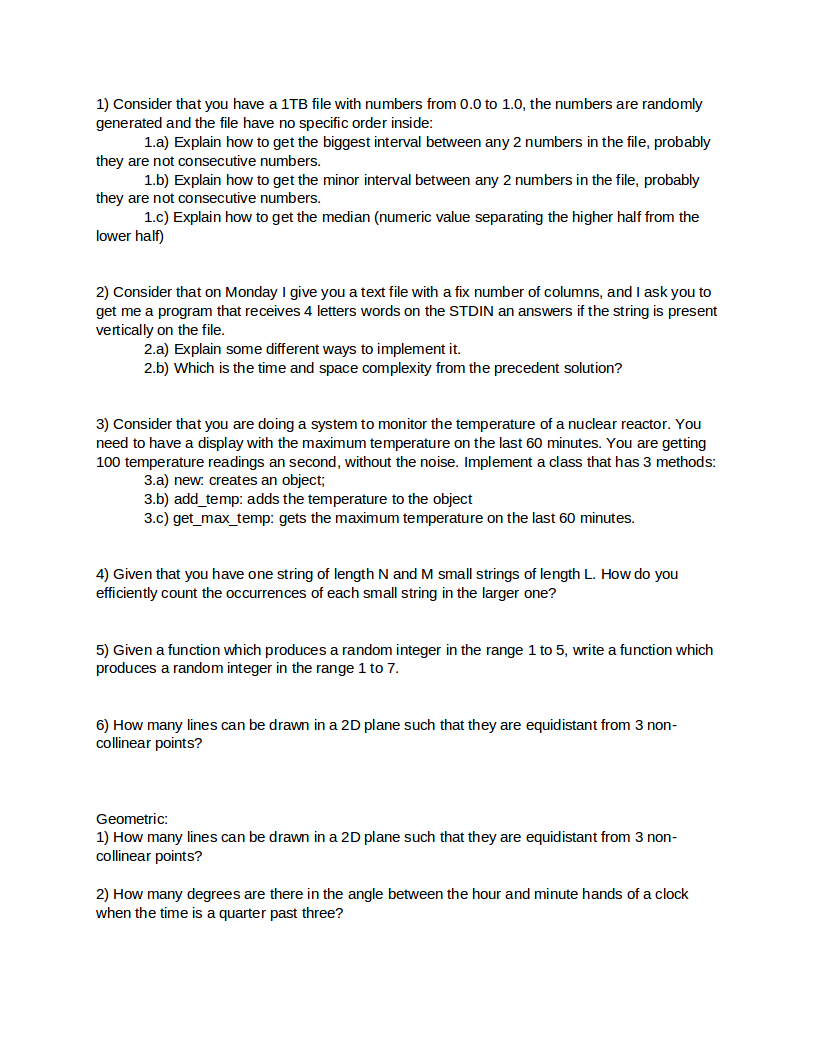 1) Consider that you have a 1TB file with numbers from 0.0 to 1.0, the numbers are randomly
generated and the file have no specific order inside:
1.a) Explain how to get the biggest interval between any 2 numbers in the file, probably
they are not consecutive numbers.
1.b) Explain how to get the minor interval between any 2 numbers in the file, probably
they are not consecutive numbers.
1.c) Explain how to get the median (numeric value separating the higher half from the
lower half)
2) Consider that on Monday I give you a text file with a fix number of columns, and I ask you to
get me a program that receives 4 letters words on the STDIN an answers if the string is present
vertically on the file.
2.a) Explain some different ways to implement it.
2.b) Which is the time and space complexity from the precedent solution?
3) Consider that you are doing a system to monitor the temperature of a nuclear reactor. You
need to have a display with the maximum temperature on the last 60 minutes. You are getting
100 temperature readings an second, without the noise. Implement a class that has 3 methods:
3.a) new: creates an object;
3.b) add_temp: adds the temperature to the object
3.c) get_max_temp: gets the maximum temperature on the last 60 minutes.
4) Given that you have one string of length N and M small strings of length L. How do you
efficiently count the occurrences of each small string in the larger one?
5) Given a function which produces a random integer in the range 1 to 5, write a function which
produces a random integer in the range 1 to 7.
6) How many lines can be drawn in a 2D plane such that they are equidistant from 3 non-
collinear points?
Geometric:
1) How many lines can be drawn in a 2D plane such that they are equidistant from 3 non-
collinear points?
2) How many degrees are there in the angle between the hour and minute hands of a clock
when the time is a quarter past three?